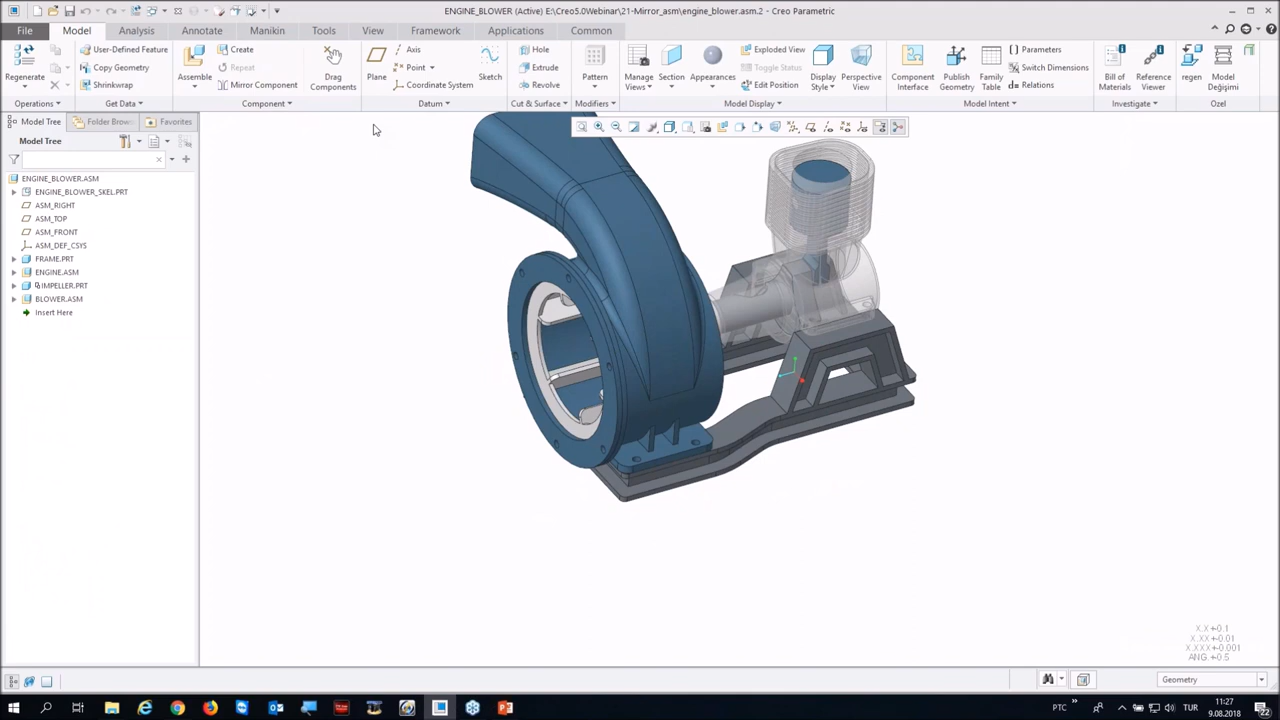 ENGINE_BLOWER (Active) E:\Creo5.0Webinar\21-Mirror_asm\engine_blower.asm.2 - Creo Parametric
File Model Analysis Annotate Manikin Tools View Framework Applications Common
User-Defined Feature Create Axis Hole Exploded View Parameters
Copy Geometry Repeat Point Extrude Toggle Status Switch Dimensions
Regenerate Shrinkwrap Assemble Mirror Component Drag Components Plane Coordinate System Sketch Revolve Pattern Manage Views Section Appearances Edit Position Display Style Perspective View Component Interface Publish Geometry Family Table Relations Bill of Materials Reference Viewer regen Model Değişimi
Operations Get Data Component Datum Cut & Surface Modifiers Model Display Model Intent Investigate Özel
Model Tree Folder Brow Favorites
Model Tree
ENGINE_BLOWER.ASM
ENGINE_BLOWER_SKEL.PRT
ASM_RIGHT
ASM_TOP
ASM_FRONT
ASM_DEF_CSYS
FRAME.PRT
ENGINE.ASM
IMPELLER.PRT
BLOWER.ASM
Insert Here
X.X+-0.1
X.XX+-0.01
X.XXX+-0.001
ANG.+-0.5
Geometry
PTC TUR 11:27
9.08.2018 22